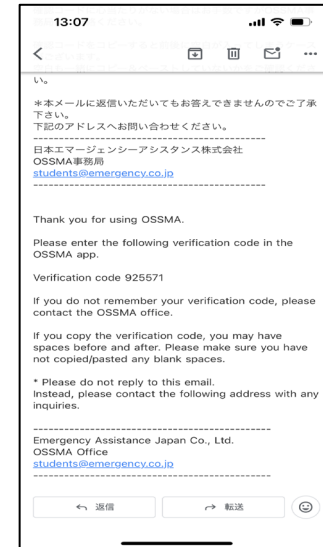 13:07
い。
＊本メールに返信いただいてもお答えできませんのでご了承
下さい。
下記のアドレスへお問い合わせください。
--------------------------------------------
日本エマージェンシーアシスタンス株式会社
OSSMA事務局
students@emergency.co.jp
--------------------------------------------
Thank you for using OSSMA.
Please enter the following verification code in the
OSSMA app.
Verification code 925571
If you do not remember your verification code, please
contact the OSSMA office.
If you copy the verification code, you may have
spaces before and after. Please make sure you have
not copied/pasted any blank spaces.
* Please do not reply to this email.
Instead, please contact the following address with any
inquiries.
---------------------------------------------
Emergency Assistance Japan Co., Ltd.
OSSMA Office
students@emergency.co.jp
---------------------------------------------
返信 転送